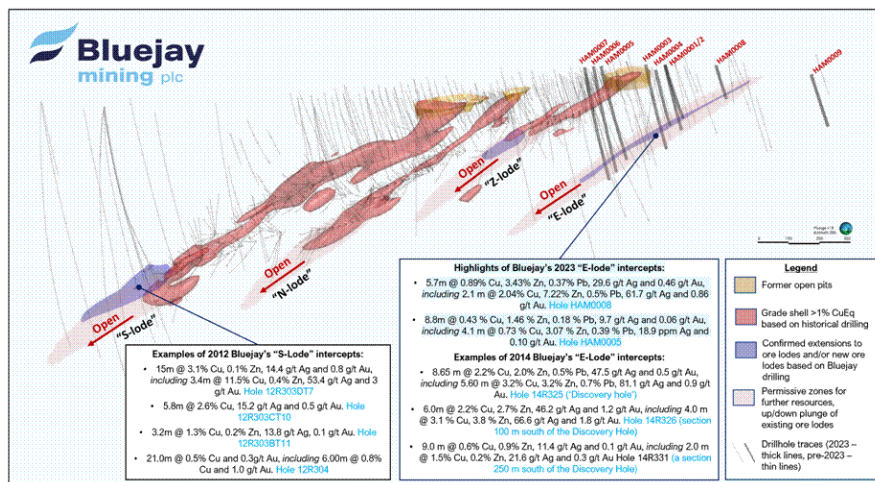 Bluejay
mining plc
HAM0007
HAM0006
HAM0005
HAM0003
HAM0004
HAM0001/2
HAM0008
HAM0009
Open
"Z-lode"
Open
"E-lode"
Open
"N-lode"
Open
"S-lode"
Examples of 2012 Bluejay's "S-Lode" intercepts:
• 15m @ 3.1% Cu, 0.1% Zn, 14.4 g/t Ag and 0.8 g/t Au,
including 3.4m @ 11.5% Cu, 0.4% Zn, 53.4 g/t Ag and 3
g/t Au. Hole 12R303DT7
• 5.8m @ 2.6% Cu, 15.2 g/t Ag and 0.5 g/t Au. Hole
12R303CT10
• 3.2m @ 1.3% Cu, 0.2% Zn, 13.8 g/t Ag, 0.1 g/t Au. Hole
12R303BT11
• 21.0m @ 0.5% Cu and 0.3g/t Au, including 6.00m @ 0.8%
Cu and 1.0 g/t Au. Hole 12R304
Highlights of Bluejay's 2023 "E-lode" intercepts:
• 5.7m @ 0.89% Cu, 3.43% Zn, 0.37% Pb, 29.6 g/t Ag and 0.46 g/t Au,
including 2.1 m @ 2.04% Cu, 7.22% Zn, 0.5% Pb, 61.7 g/t Ag and 0.86
g/t Au. Hole HAM0008
• 8.8m @ 0.43 % Cu, 1.46 % Zn, 0.18 % Pb, 9.7 g/t Ag and 0.06 g/t Au,
including 4.1 m @ 0.73 % Cu, 3.07 % Zn, 0.39 % Pb, 18.9 ppm Ag and
0.10 g/t Au. Hole HAM0005
Examples of 2014 Bluejay's "E-Lode" intercepts:
• 8.65 m @ 2.2% Cu, 2.0% Zn, 0.5% Pb, 47.5 g/t Ag and 0.5 g/t Au,
including 5.60 m @ 3.2% Cu, 3.2% Zn, 0.7% Pb, 81.1 g/t Ag and 0.9 g/t
Au. Hole 14R325 ('Discovery hole')
• 6.0m @ 2.2% Cu, 2.7% Zn, 46.2 g/t Ag and 1.2 g/t Au, including 4.0 m
@ 3.1 % Cu, 3.8 % Zn, 66.6 g/t Ag and 1.8 g/t Au. Hole 14R326 (section
100 m south of the Discovery Hole)
• 9.0 m @ 0.6% Cu, 0.9% Zn, 11.4 g/t Ag and 0.1 g/t Au, including 2.0 m
@ 1.5% Cu, 0.2% Zn, 21.6 g/t Ag and 0.3 g/t Au Hole 14R331 (a section
250 m south of the Discovery Hole)
Legend
Former open pits
Grade shell >1% CuEq
based on historical drilling
Confirmed extensions to
ore lodes and/or new ore
lodes based on Bluejay
drilling
Permissive zones for
further resources,
up/down plunge of
existing ore lodes
Drillhole traces (2023 –
thick lines, pre-2023 –
thin lines)